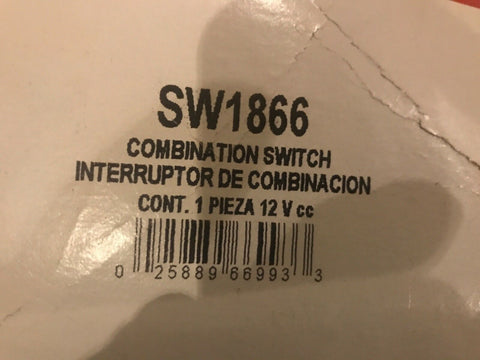 SW1866
COMBINATION SWITCH
INTERRUPTOR DE COMBINACION
CONT. 1 PIEZA 12 V cc
0 25889 66993 3